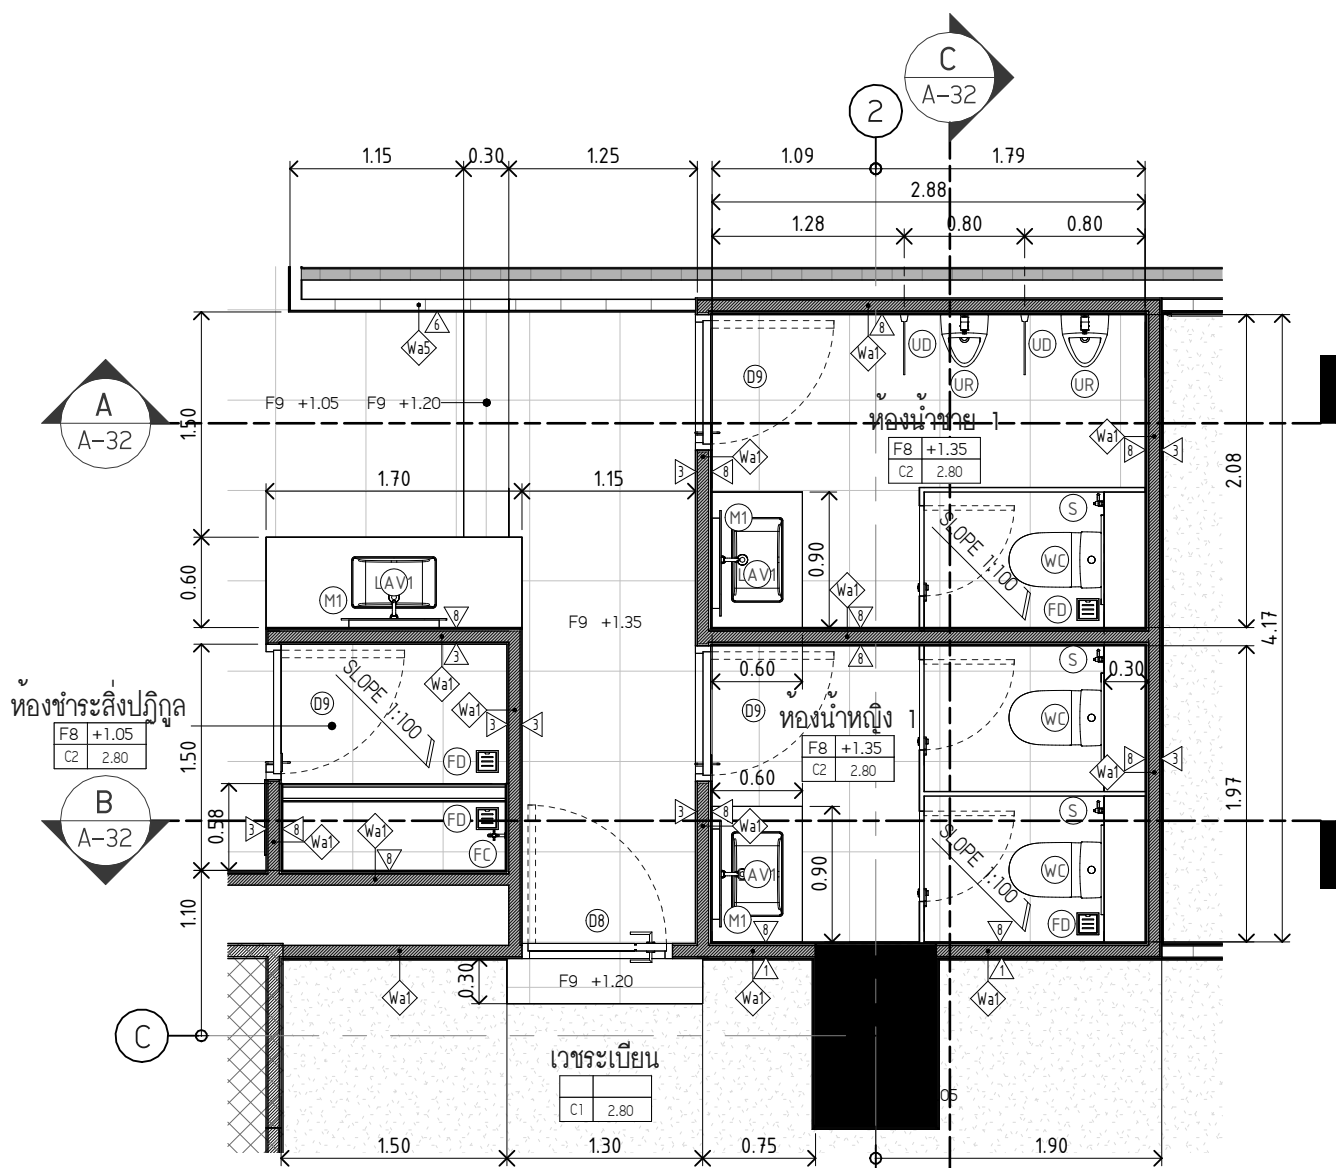 C
A-32
2
1.15 0.30 1.25 1.09 1.79
2.88
1.28 0.80 0.80
6
Wa5
8
Wa1
UD UD
UR UR
D9
A
A-32
1.50
F9 +1.05 F9 +1.20
ห้องน้ำชาย 1
F8 +1.35
C2 2.80
Wa1
8 3
3 8
Wa1
2.08
1.70 1.15
M1
LAV1
0.90
S
SLOPE 1:100
WC
FD
Wa1
8
0.60
LAV1
M1
8
F9 +1.35
4.17
3
Wa1
8
0.60
S
0.30
ห้องชำระสิ่งปฏิกูล
F8 +1.05
C2 2.80
D9
SLOPE 1:100
Wa1
3 3
FD
D9
ห้องน้ำหญิง 1
F8 +1.35
C2 2.80
WC
8 3
Wa1
1.50
0.60
B
A-32
0.58
3 8
Wa1
Wa1
8
FD
FC
3 8
Wa1
S
SLOPE 1:100
1.97
AV1
0.90
WC
M1
FD
1.10
D8
8
8
0.30
F9 +1.20
Wa1
1
Wa1
1
Wa1
C
เวชระเบียน
C1 2.80
05
1.50 1.30 0.75 1.90